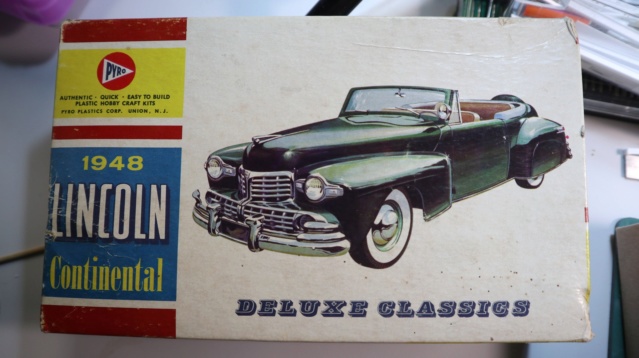 PYRO
AUTHENTIC · QUICK · EASY TO BUILD
PLASTIC HOBBY CRAFT KITS
PYRO PLASTICS CORP. UNION, N.J.
1948
LINCOLN
Continental
DELUXE CLASSICS